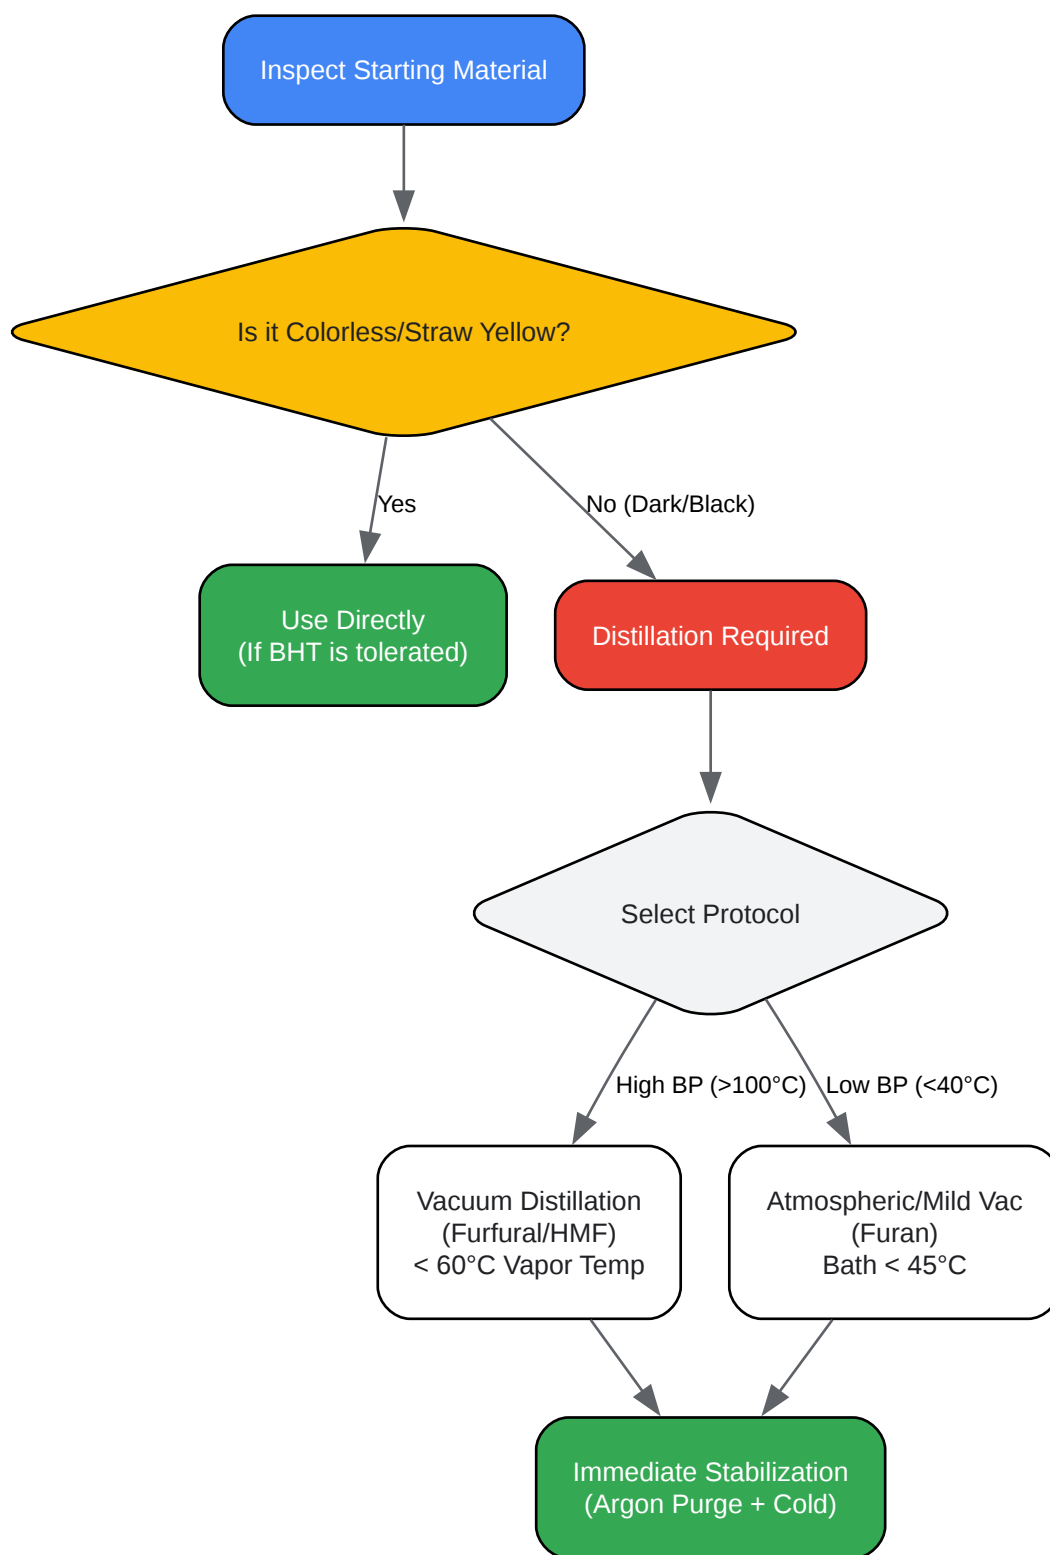 Inspect Starting Material
Is it Colorless/Straw Yellow?
Yes
No (Dark/Black)
Use Directly
(If BHT is tolerated)
Distillation Required
Select Protocol
High BP (>100°C)
Low BP (<40°C)
Vacuum Distillation
(Furfural/HMF)
< 60°C Vapor Temp
Atmospheric/Mild Vac
(Furan)
Bath < 45°C
Immediate Stabilization
(Argon Purge + Cold)